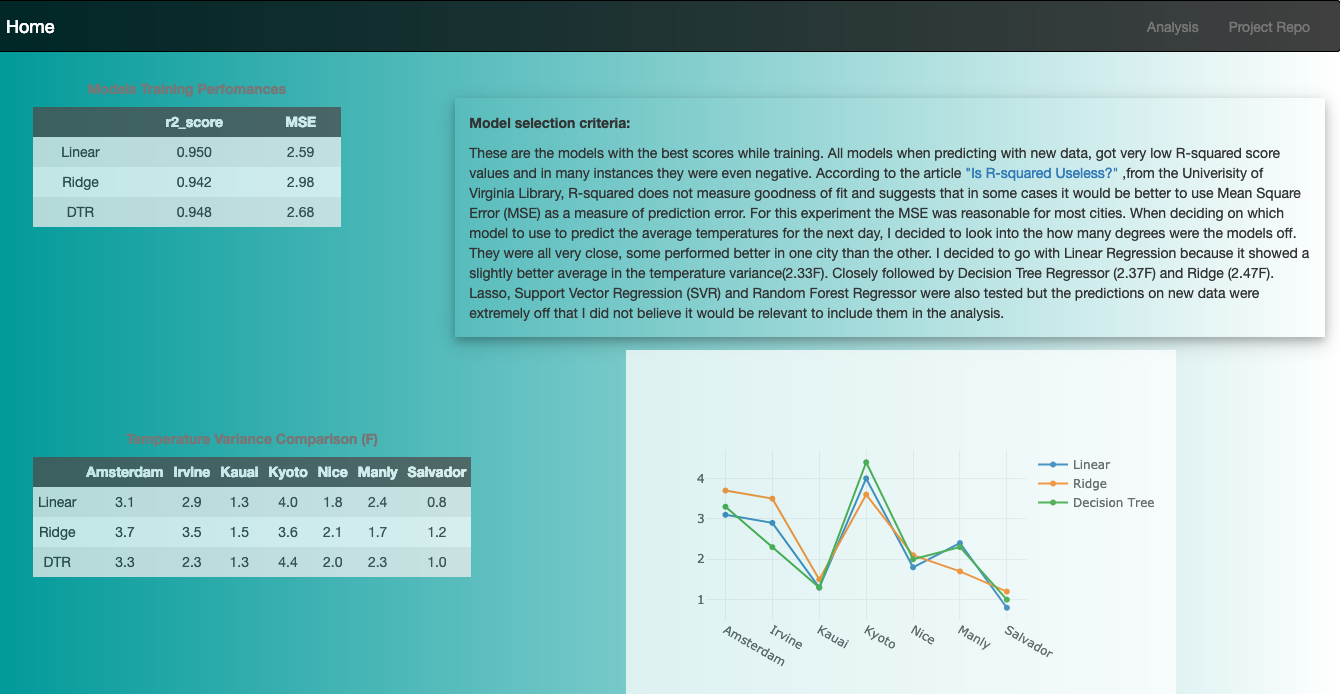 Home
Analysis Project Repo
Models Training Perfomances
r2_score MSE
Linear 0.950 2.59
Ridge 0.942 2.98
DTR 0.948 2.68
Model selection criteria:
These are the models with the best scores while training. All models when predicting with new data, got very low R-squared score
values and in many instances they were even negative. According to the article "Is R-squared Useless?" ,from the Univerisity of
Virginia Library, R-squared does not measure goodness of fit and suggests that in some cases it would be better to use Mean Square
Error (MSE) as a measure of prediction error. For this experiment the MSE was reasonable for most cities. When deciding on which
model to use to predict the average temperatures for the next day, I decided to look into the how many degrees were the models off.
They were all very close, some performed better in one city than the other. I decided to go with Linear Regression because it showed a
slightly better average in the temperature variance(2.33F). Closely followed by Decision Tree Regressor (2.37F) and Ridge (2.47F).
Lasso, Support Vector Regression (SVR) and Random Forest Regressor were also tested but the predictions on new data were
extremely off that I did not believe it would be relevant to include them in the analysis.
Temperature Variance Comparison (F)
Amsterdam Irvine Kauai Kyoto Nice Manly Salvador
Linear 3.1 2.9 1.3 4.0 1.8 2.4 0.8
Ridge 3.7 3.5 1.5 3.6 2.1 1.7 1.2
DTR 3.3 2.3 1.3 4.4 2.0 2.3 1.0
Linear
Ridge
Decision Tree
4
3
2
1
Amsterdam Irvine Kauai Kyoto Nice Manly Salvador